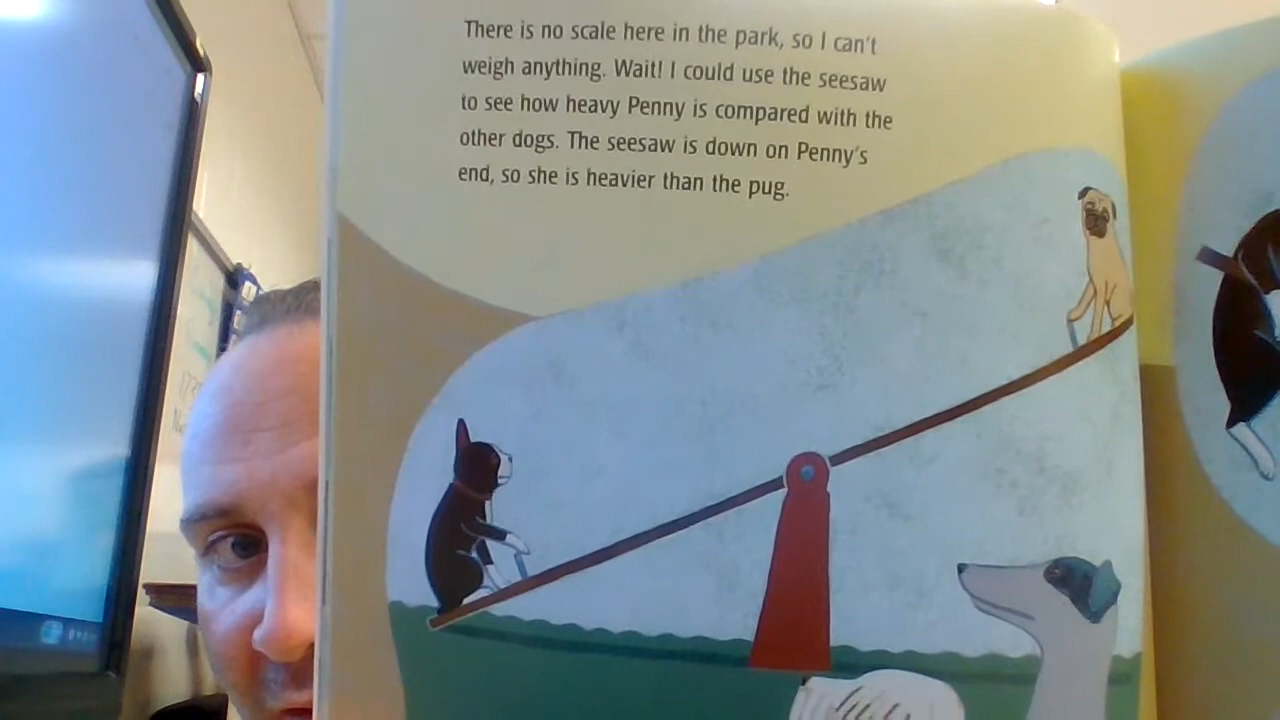 There is no scale here in the park, so I can't
weigh anything. Wait! I could use the seesaw
to see how heavy Penny is compared with the
other dogs. The seesaw is down on Penny's
end, so she is heavier than the pug.